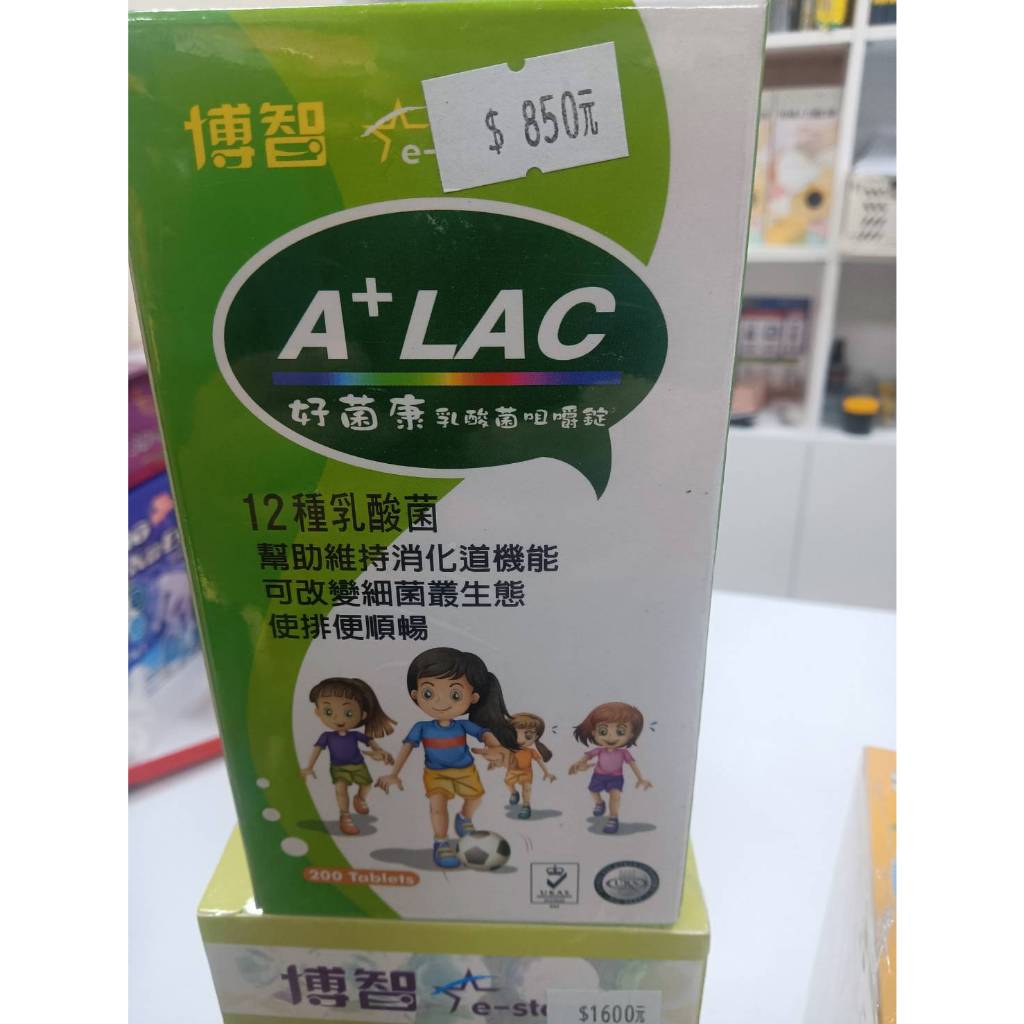 博智 e-
$ 850元
A+ LAC
好菌康 乳酸菌咀嚼錠
12種乳酸菌
幫助維持消化道機能
可改變細菌叢生態
使排便順暢
200 Tablets
UKAS
博智 e-st
$1600元